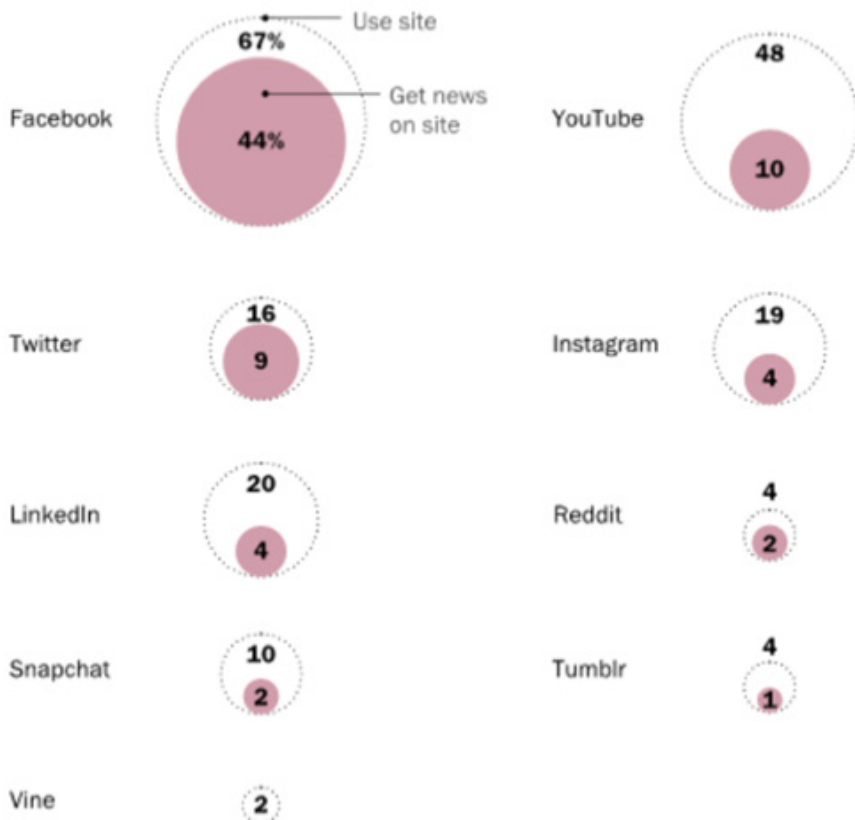 Use site
67%
Get news
on site
Facebook
44%
48
YouTube
10
16
Twitter
9
19
Instagram
4
20
LinkedIn
4
4
Reddit
2
10
Snapchat
2
4
Tumblr
1
Vine
2